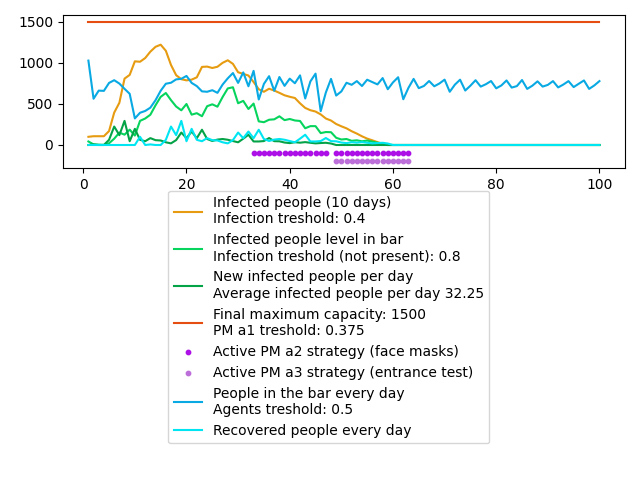 1500
1000
500
0
0
20
40
60
80
100
Infected people (10 days)
Infection treshold: 0.4
Infected people level in bar
Infection treshold (not present): 0.8
New infected people per day
Average infected people per day 32.25
Final maximum capacity: 1500
PM a1 treshold: 0.375
Active PM a2 strategy (face masks)
Active PM a3 strategy (entrance test)
People in the bar every day
Agents treshold: 0.5
Recovered people every day